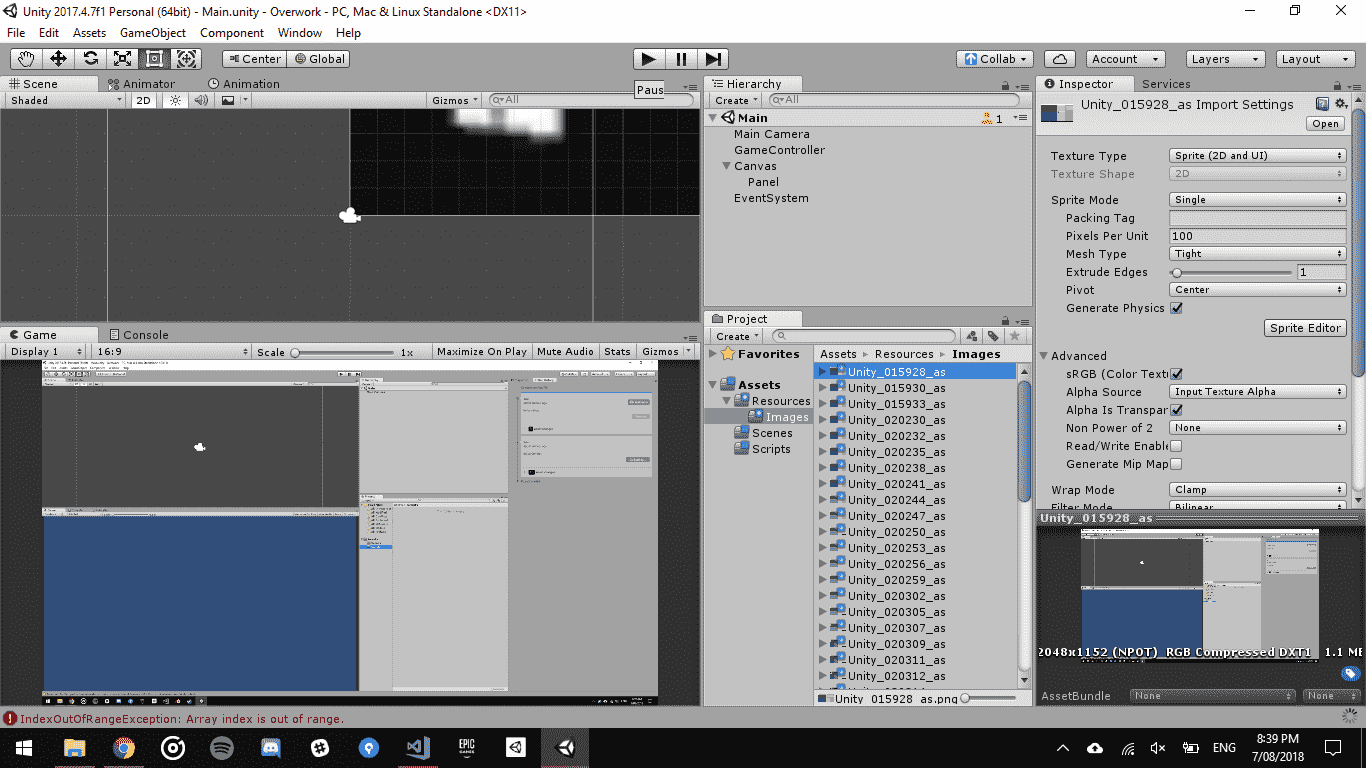 Unity 2017.4.7f1 Personal (64bit) - Main.unity - Overwork - PC, Mac & Linux Standalone <DX11>
File Edit Assets GameObject Component Window Help
Center Global
Collab Account Layers Layout
Scene Animator Animation
Shaded 2D Gizmos All
Paus
Hierarchy
Create All
Main 1
Main Camera
GameController
Canvas
Panel
EventSystem
Inspector Services
Unity_015928_as Import Settings
Open
Texture Type Sprite (2D and UI)
Texture Shape 2D
Sprite Mode Single
Packing Tag
Pixels Per Unit 100
Mesh Type Tight
Extrude Edges 1
Pivot Center
Generate Physics
Sprite Editor
Advanced
sRGB (Color Textu
Alpha Source Input Texture Alpha
Alpha Is Transpar
Non Power of 2 None
Read/Write Enable
Generate Mip Map
Wrap Mode Clamp
Filter Mode Bilinear
Game Console
Display 1 16:9 Scale 1x Maximize On Play Mute Audio Stats Gizmos
Project
Create
Favorites
Assets
Resources
Images
Scenes
Scripts
Assets Resources Images
Unity_015928_as
Unity_015930_as
Unity_015933_as
Unity_020230_as
Unity_020232_as
Unity_020235_as
Unity_020238_as
Unity_020241_as
Unity_020244_as
Unity_020247_as
Unity_020250_as
Unity_020253_as
Unity_020256_as
Unity_020259_as
Unity_020302_as
Unity_020305_as
Unity_020307_as
Unity_020309_as
Unity_020311_as
Unity_020312_as
Unity_015928_as.png
Unity_015928_as
2048x1152 (NPOT) RGB Compressed DXT1 1.1 MB
AssetBundle None None
IndexOutOfRangeException: Array index is out of range.
EPIC
GAMES
ENG
8:39 PM
7/08/2018